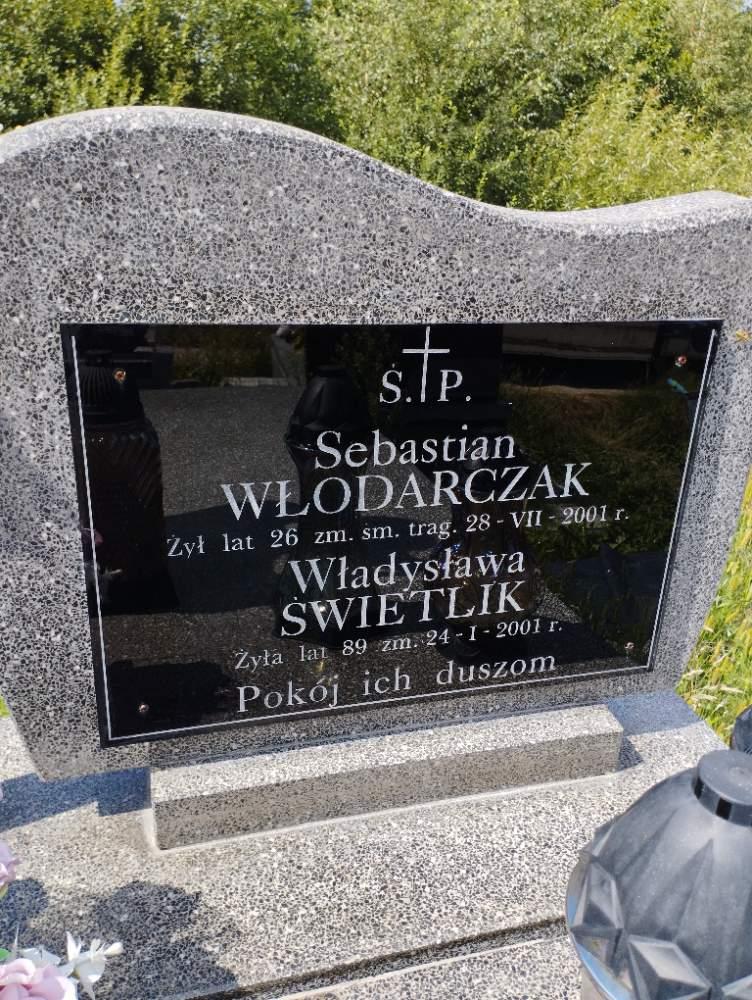 Ś.P.
Sebastian
WŁODARCZAK
Żył lat 26 zm. śm. trag. 28-VII-2001 r.
Władysława
ŚWIETLIK
Żyła lat 89 zm. 24-I-2001 r.
Pokój ich duszom